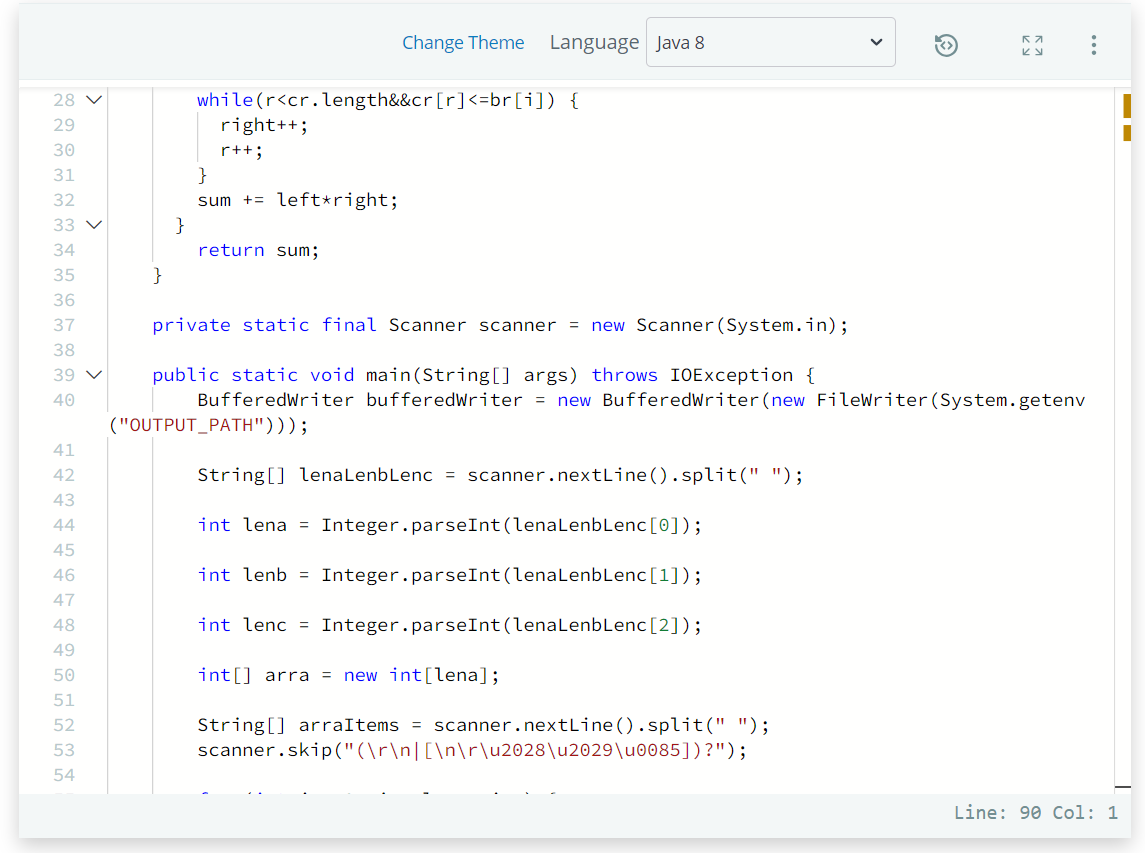 Change Theme Language Java 8
28 while(r<cr.length&&cr[r]<=br[i]) {
29 right++;
30 r++;
31 }
32 sum += left*right;
33 }
34 return sum;
35 }
36
37 private static final Scanner scanner = new Scanner(System.in);
38
39 public static void main(String[] args) throws IOException {
40 BufferedWriter bufferedWriter = new BufferedWriter(new FileWriter(System.getenv
("OUTPUT_PATH")));
41
42 String[] lenaLenbLenc = scanner.nextLine().split(" ");
43
44 int lena = Integer.parseInt(lenaLenbLenc[0]);
45
46 int lenb = Integer.parseInt(lenaLenbLenc[1]);
47
48 int lenc = Integer.parseInt(lenaLenbLenc[2]);
49
50 int[] arra = new int[lena];
51
52 String[] arraItems = scanner.nextLine().split(" ");
53 scanner.skip("(\r\n|[\n\r\u2028\u2029\u0085])?");
54
Line: 90 Col: 1